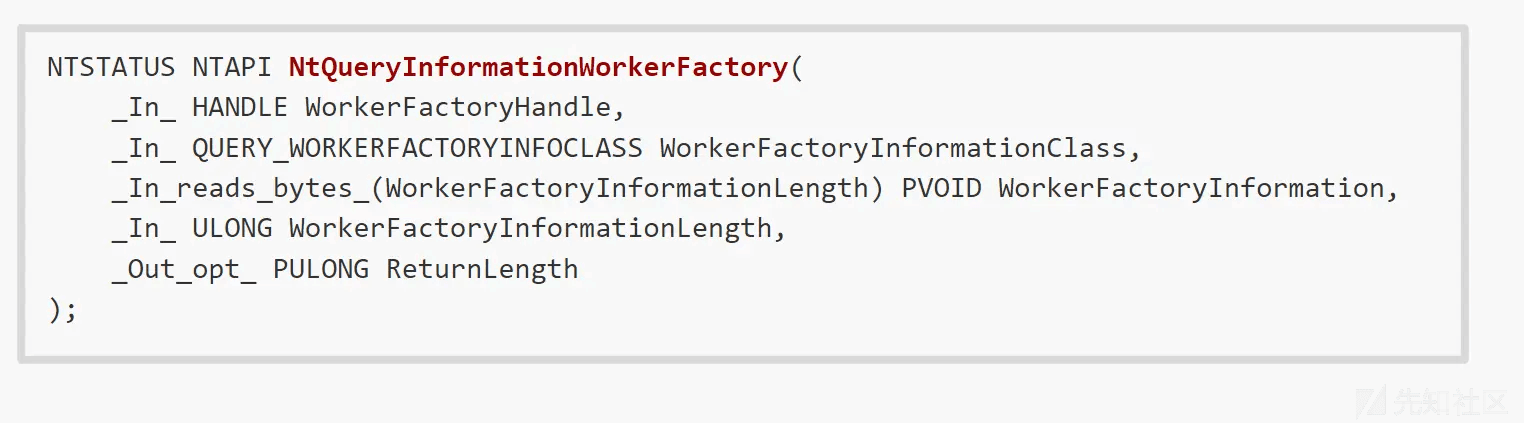 NTSTATUS NTAPI NtQueryInformationWorkerFactory(
    _In_ HANDLE WorkerFactoryHandle,
    _In_ QUERY_WORKERFACTORYINFOCLASS WorkerFactoryInformationClass,
    _In_reads_bytes_(WorkerFactoryInformationLength) PVOID WorkerFactoryInformation,
    _In_ ULONG WorkerFactoryInformationLength,
    _Out_opt_ PULONG ReturnLength
);
先知社区